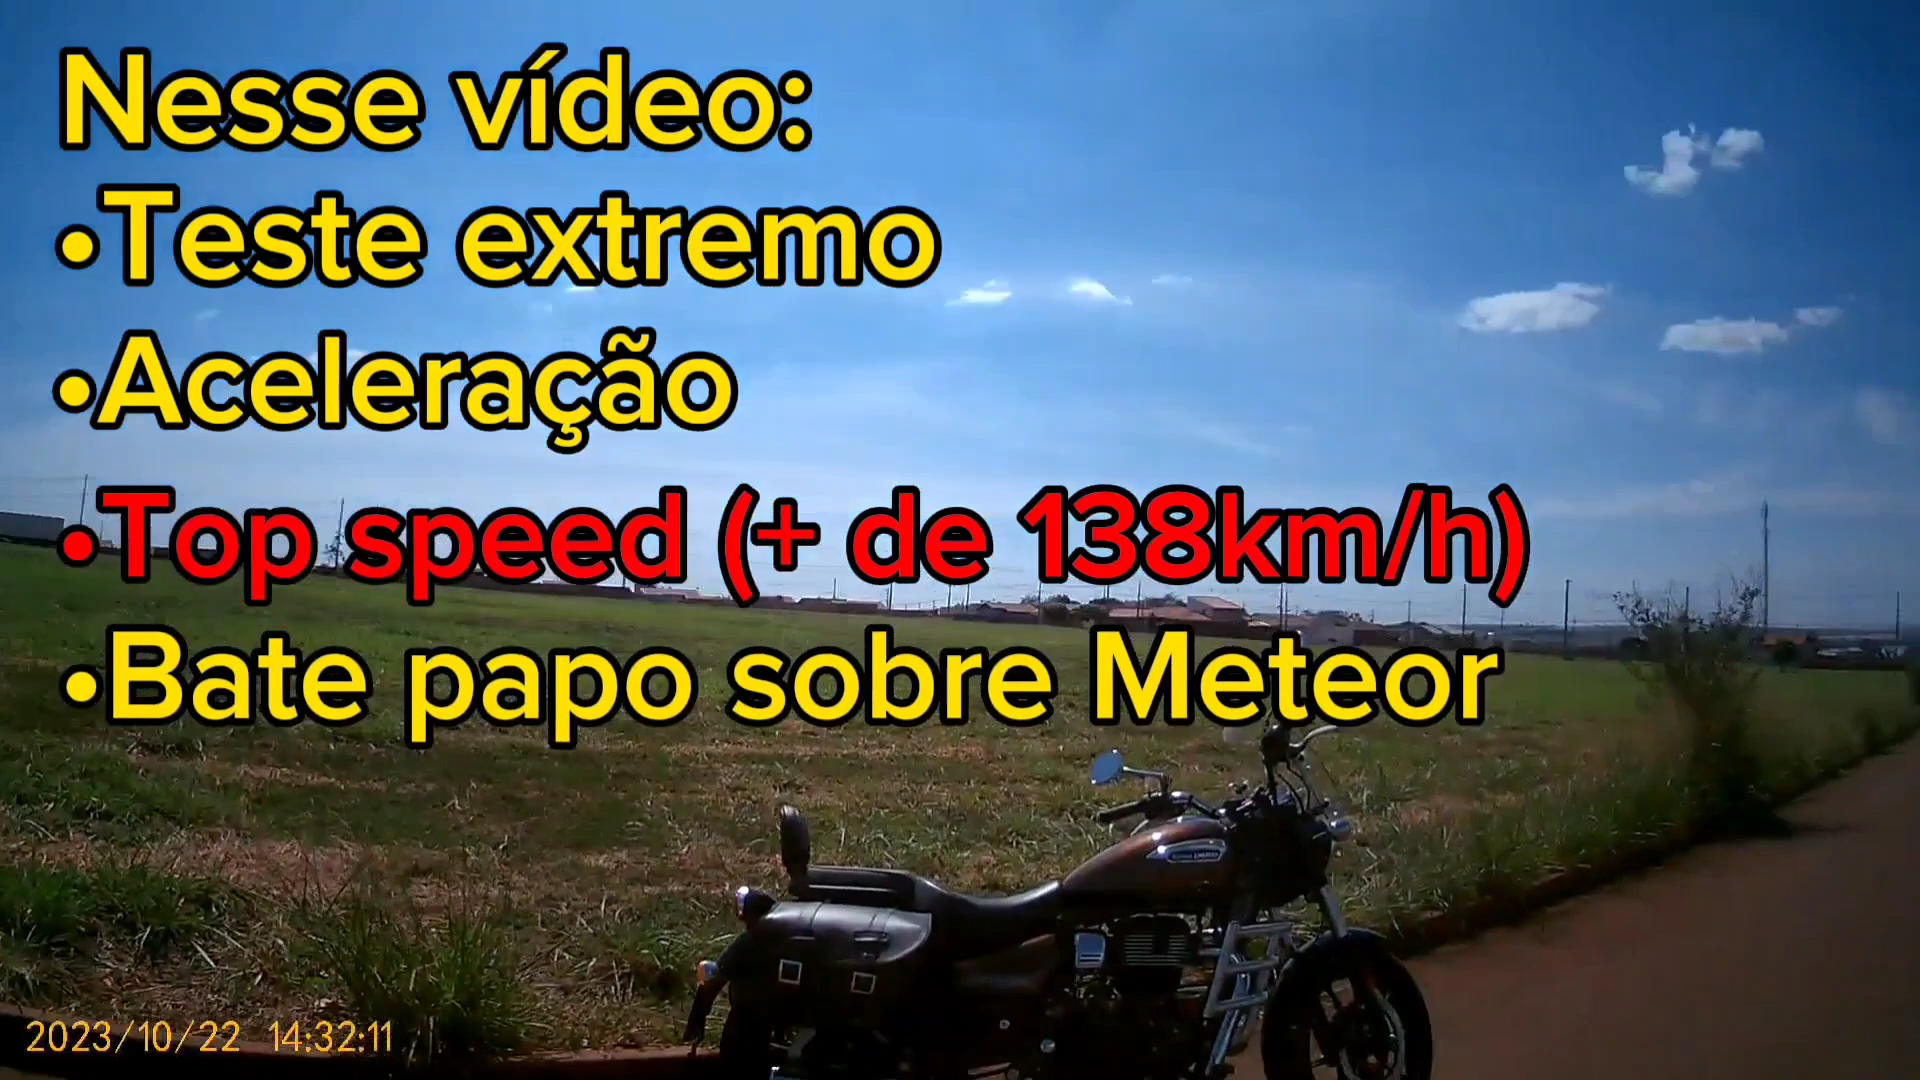 Nesse vídeo:
•Teste extremo
•Aceleração
•Top speed (+ de 138km/h)
•Bate papo sobre Meteor
2023/10/22 14:32:11